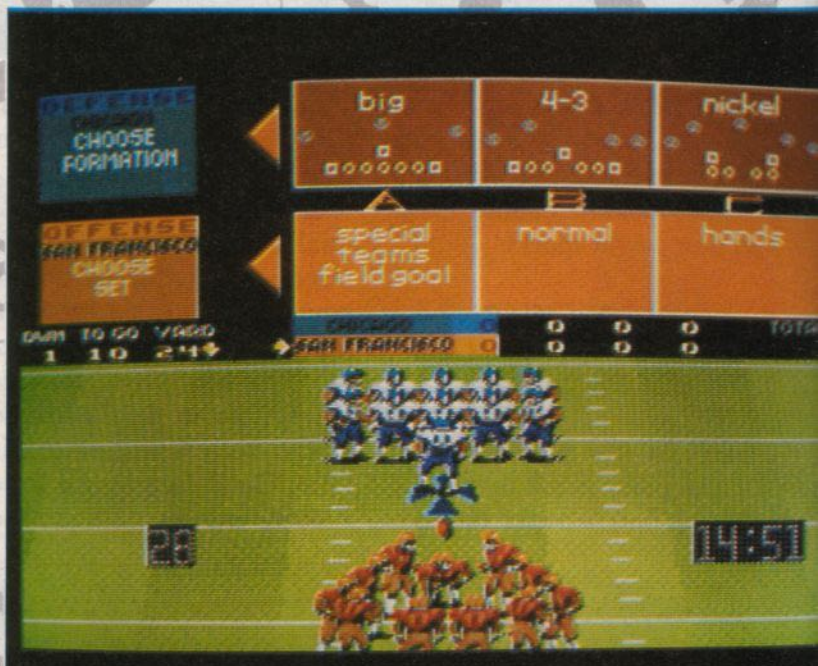 big 4-3 nickel
DEFENSE
CHICAGO
CHOOSE
FORMATION
A B C
OFFENSE
SAN FRANCISCO
CHOOSE
SET
special
teams
field goal
normal
hands
DWN TO GO YARD
1 10 24
CHICAGO 0 0 0 0 TOTA
SAN FRANCISCO 0 0 0 0
28
14:51